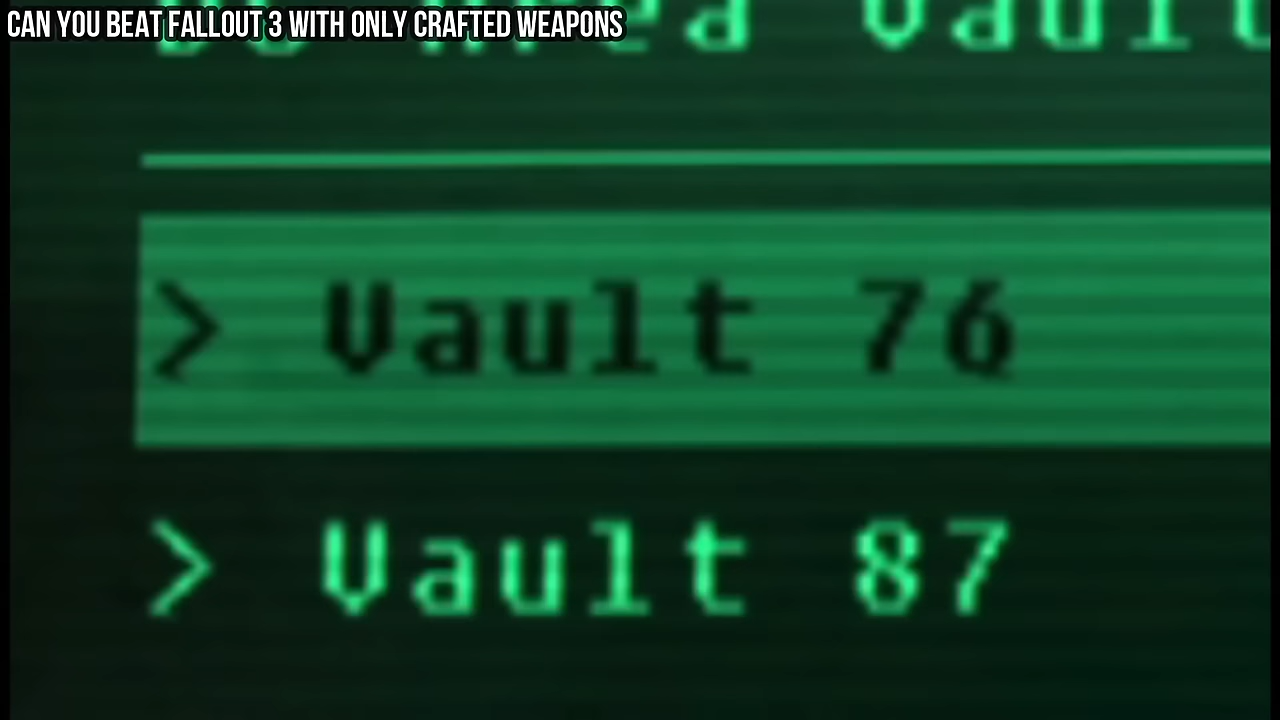 CAN YOU BEAT FALLOUT 3 WITH ONLY CRAFTED WEAPONS
> Vault 76
> Vault 87